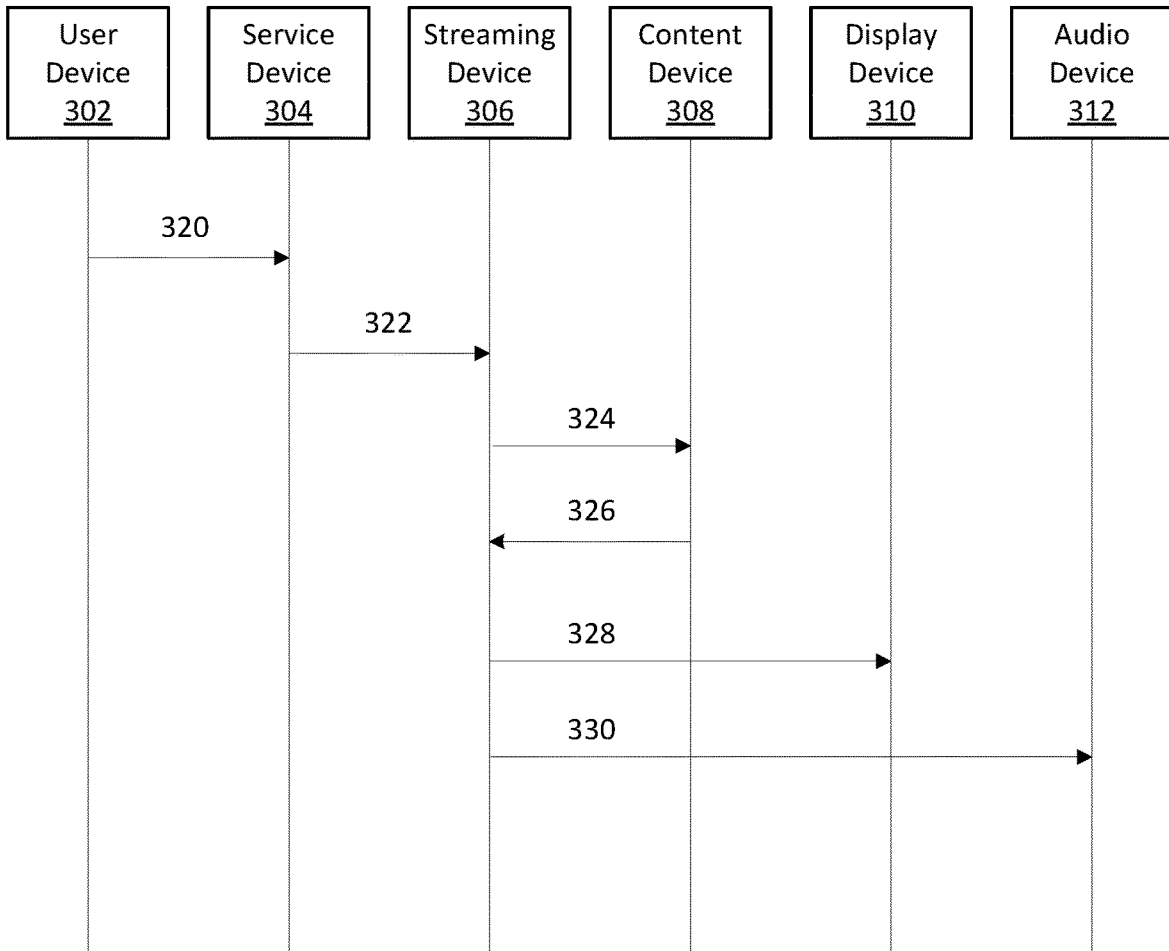 User
Device
302
Service
Device
304
Streaming
Device
306
Content
Device
308
Display
Device
310
Audio
Device
312
320
322
324
326
328
330